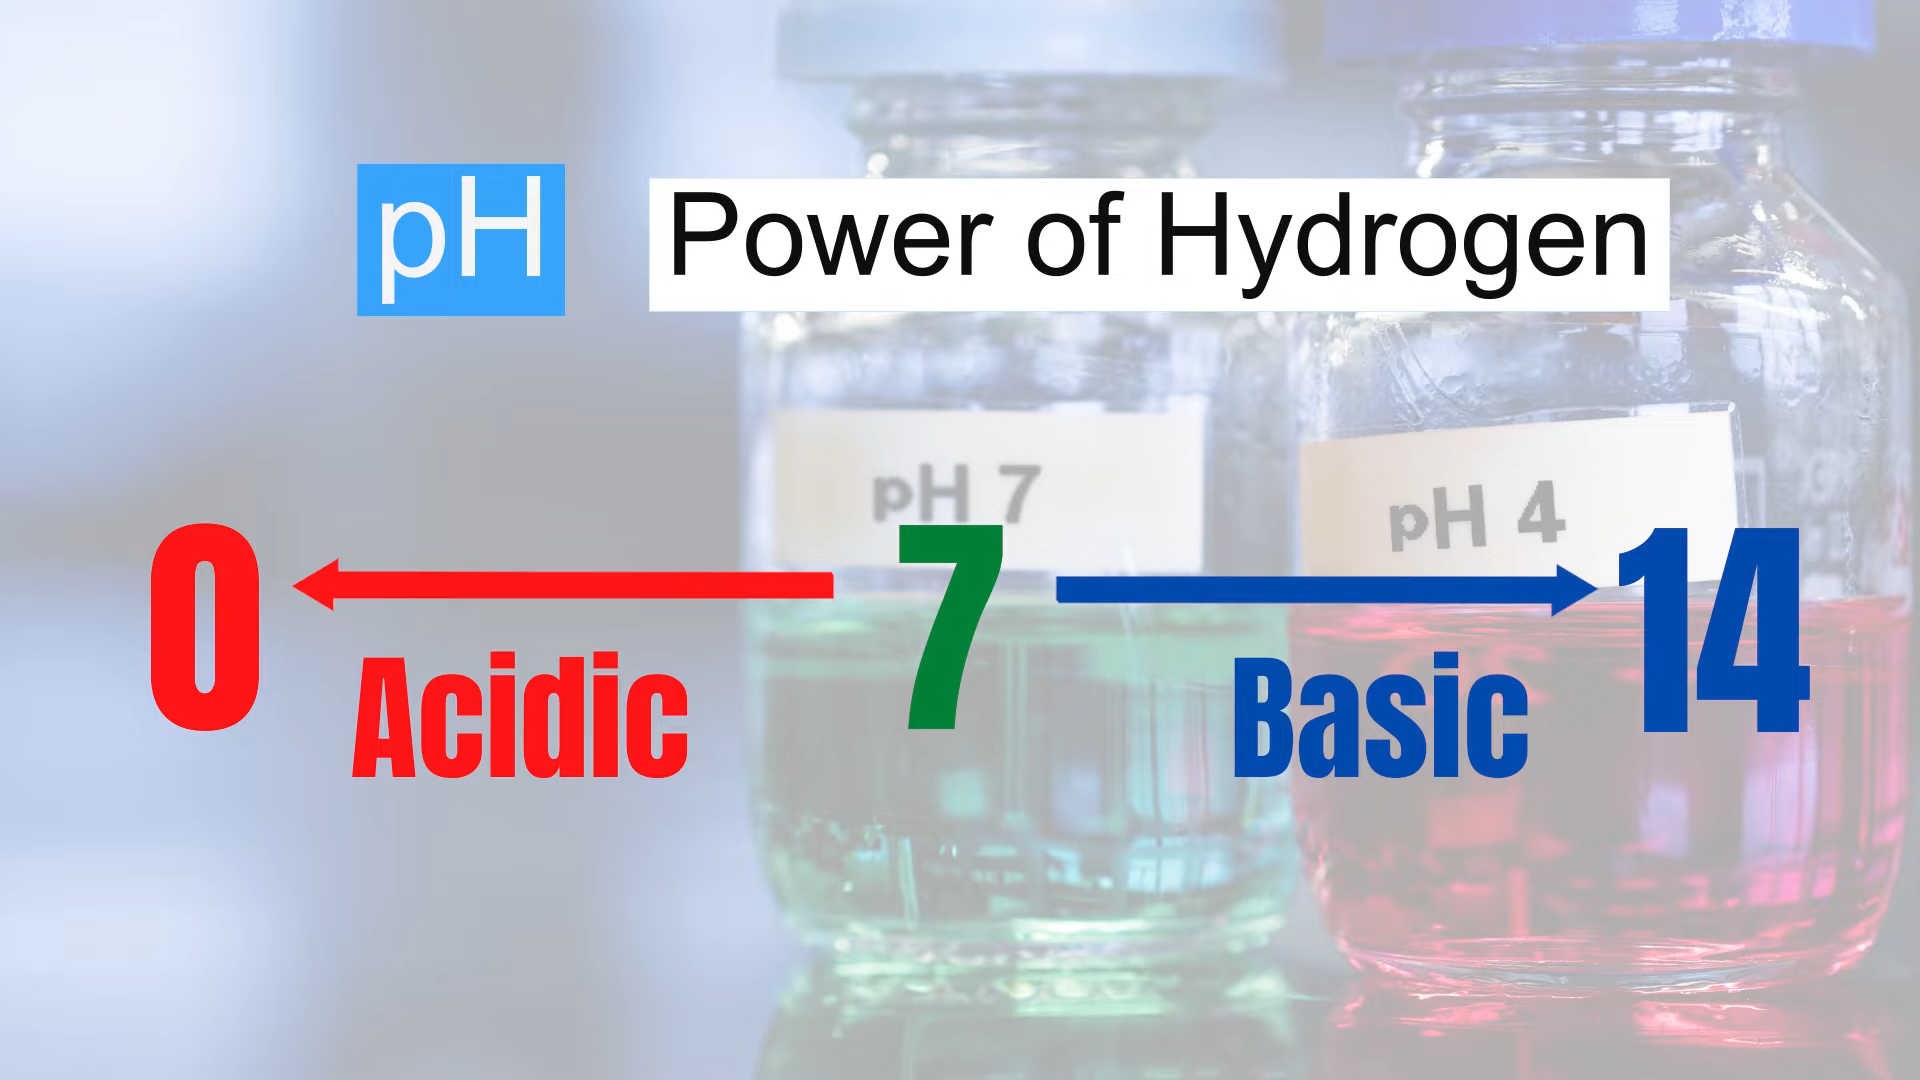 pH Power of Hydrogen
pH 7
pH 4
0 7 14
Acidic Basic